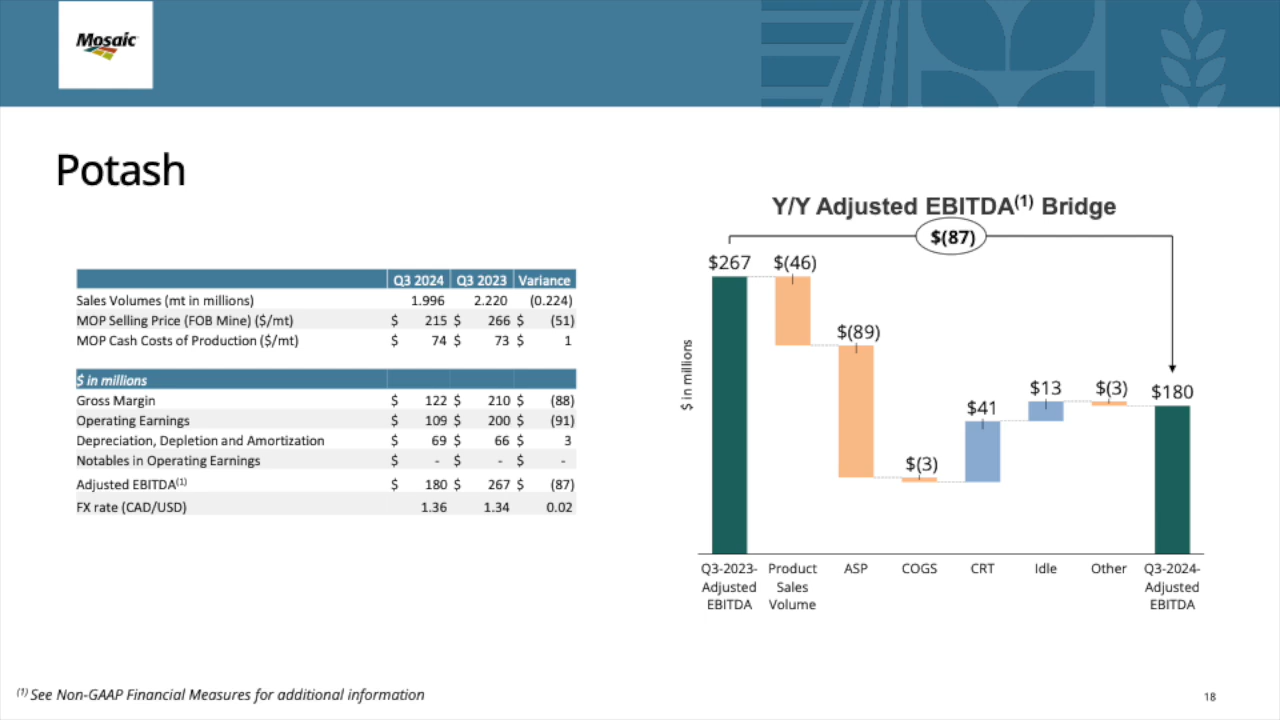 Mosaic
Potash
Q3 2024 Q3 2023 Variance
Sales Volumes (mt in millions) 1.996 2.220 (0.224)
MOP Selling Price (FOB Mine) ($/mt) $ 215 $ 266 $ (51)
MOP Cash Costs of Production ($/mt) $ 74 $ 73 $ 1
$ in millions
Gross Margin $ 122 $ 210 $ (88)
Operating Earnings $ 109 $ 200 $ (91)
Depreciation, Depletion and Amortization $ 69 $ 66 $ 3
Notables in Operating Earnings $ - $ - $ -
Adjusted EBITDA(1) $ 180 $ 267 $ (87)
FX rate (CAD/USD) 1.36 1.34 0.02
Y/Y Adjusted EBITDA(1) Bridge
$(87)
$267 $(46)
$(89)
$(3)
$41
$13
$(3)
$180
$ in millions
Q3-2023- Product ASP COGS CRT Idle Other Q3-2024-
Adjusted Sales Adjusted
EBITDA Volume EBITDA
(1) See Non-GAAP Financial Measures for additional information
18